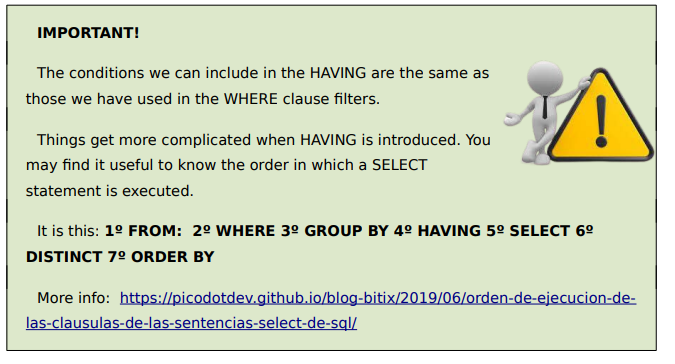 IMPORTANT!
The conditions we can include in the HAVING are the same as
those we have used in the WHERE clause filters.
Things get more complicated when HAVING is introduced. You
may find it useful to know the order in which a SELECT
statement is executed.
It is this: 1º FROM:  2º WHERE 3º GROUP BY 4º HAVING 5º SELECT 6º
DISTINCT 7º ORDER BY
More info:  https://picodotdev.github.io/blog-bitix/2019/06/orden-de-ejecucion-de-
las-clausulas-de-las-sentencias-select-de-sql/